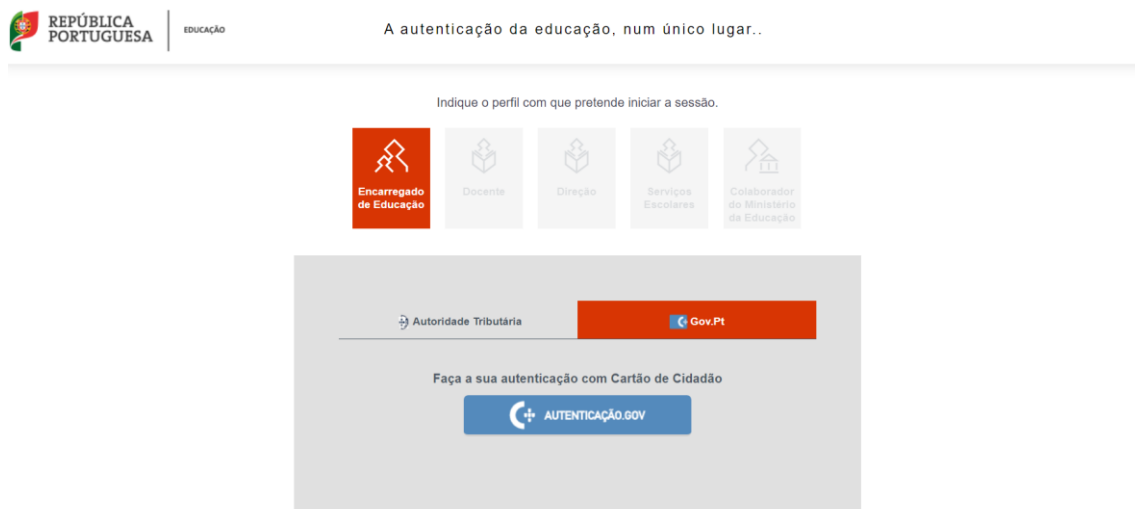 REPÚBLICA
PORTUGUESA
EDUCAÇÃO
A autenticação da educação, num único lugar..
Indique o perfil com que pretende iniciar a sessão.
Encarregado
de Educação
Docente
Direção
Serviços
Escolares
Colaborador
do Ministério
da Educação
Autoridade Tributária
Gov.Pt
Faça a sua autenticação com Cartão de Cidadão
AUTENTICAÇÃO.GOV